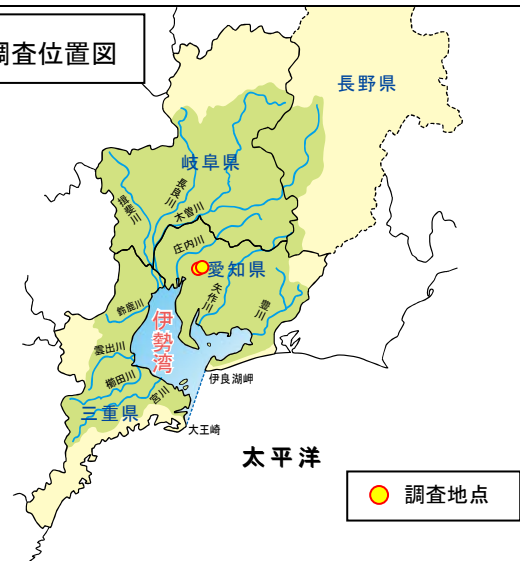 調査位置図
長野県
岐阜県
揖斐川
長良川
木曽川
庄内川
愛知県
矢作川
豊川
鈴鹿川
伊勢湾
雲出川
櫛田川
宮川
三重県
伊良湖岬
大王崎
太平洋
調査地点